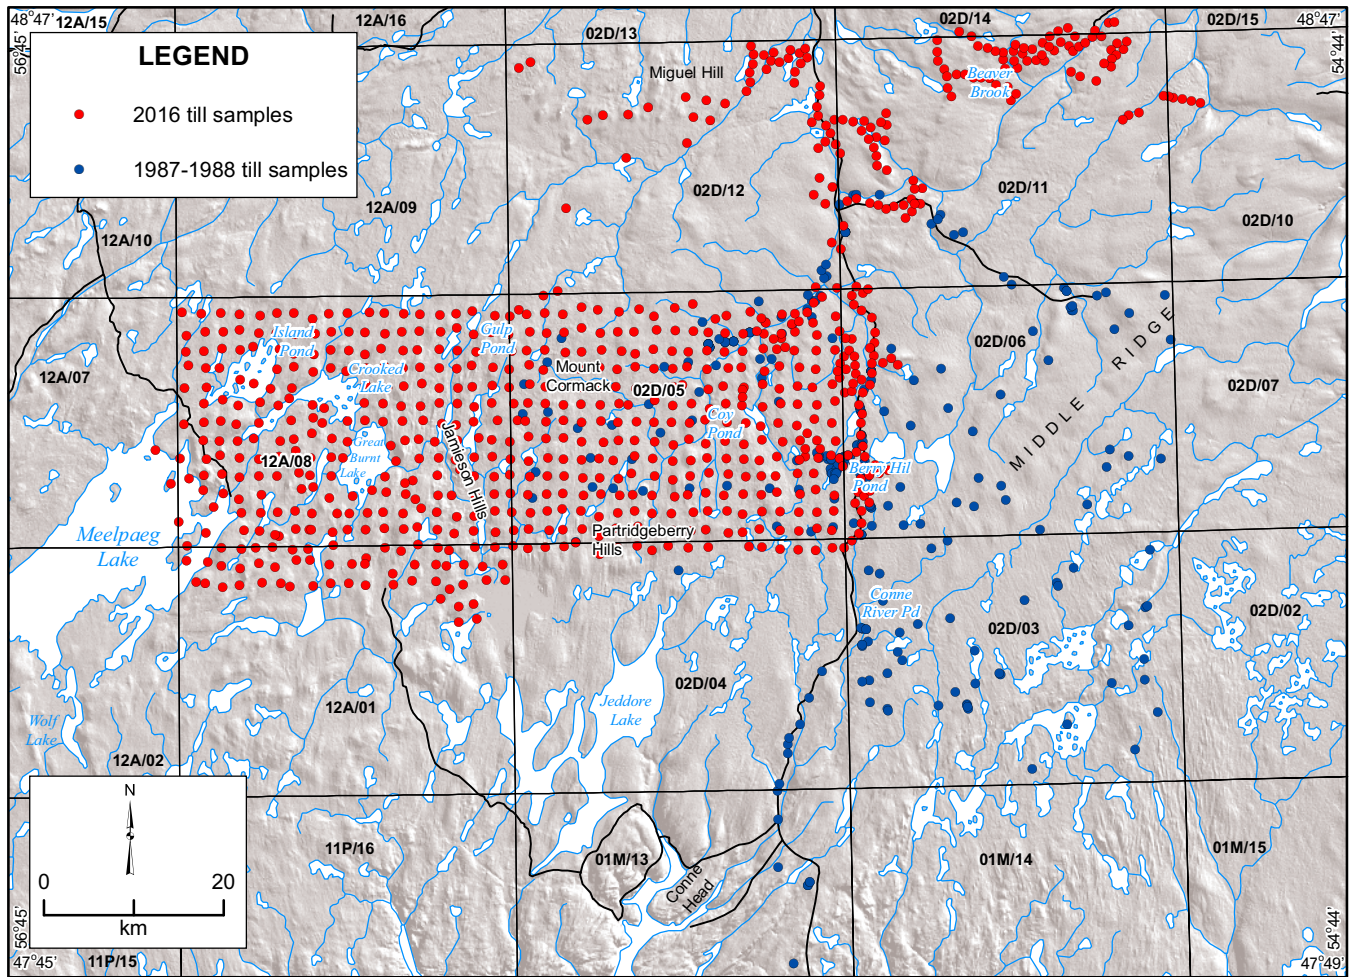 48°47'
12A/15
12A/16
02D/14
02D/15
48°47'
56°45'
54°44'
LEGEND
2016 till samples
1987-1988 till samples
02D/13
Miguel Hill
Beaver
Brook
12A/09
02D/12
02D/11
12A/10
02D/10
Island
Pond
Gulp
Pond
Crooked
Lake
Mount
Cormack
02D/06
12A/07
02D/05
02D/07
MIDDLE RIDGE
Coy
Pond
Great
Burnt
Lake
12A/08
Jamieson Hills
Berry Hil
Pond
Meelpaeg
Lake
Partridgeberry
Hills
Conne
River Pd
02D/03
02D/02
02D/04
Jeddore
Lake
12A/01
Wolf
Lake
12A/02
N
0 20
km
11P/16
01M/13
01M/14
01M/15
Conne
Head
56°45'
47°45'
11P/15
54°44'
47°49'